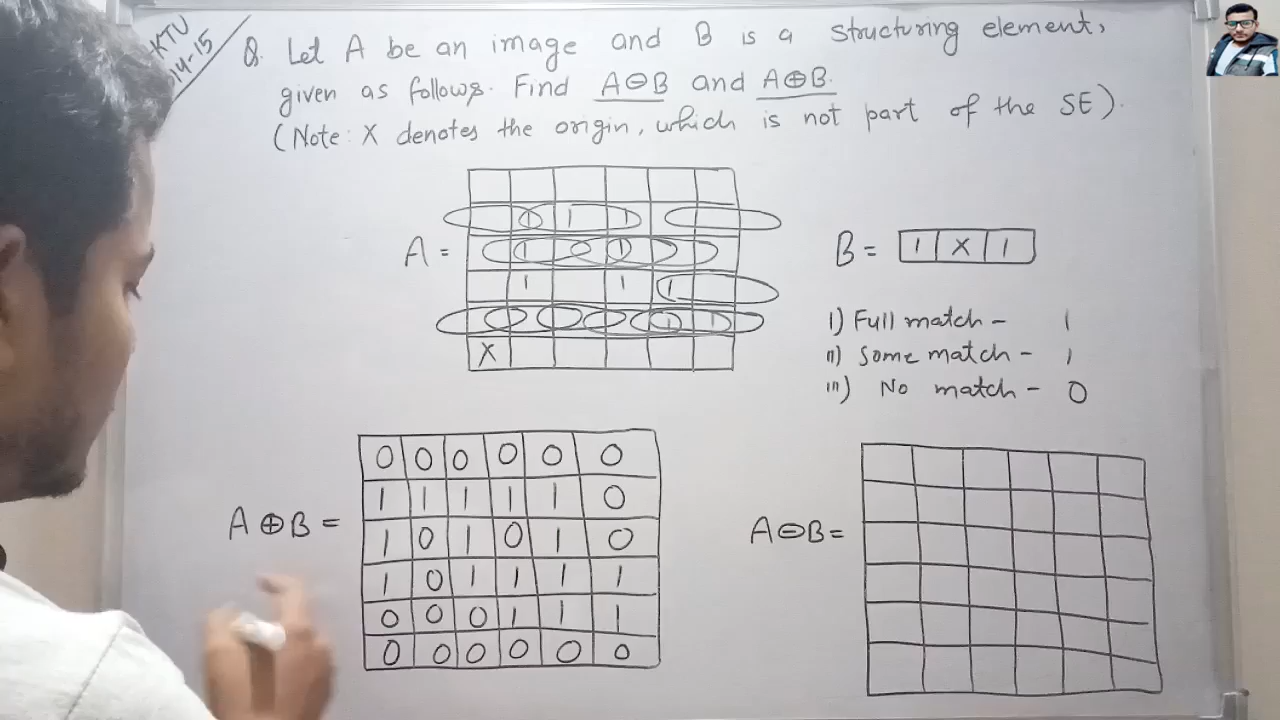 KTU
14-15
Q. Let A be an image and B is a structuring element,
given as follows. Find A⊖B and A⊕B.
(Note: X denotes the origin, which is not part of the SE).
A =
1 1 1
1 1
1 1 1
1 1
X
B = 1 X 1
i) Full match - 1
ii) Some match - 1
iii) No match - 0
A⊕B =
0 0 0 0 0 0
1 1 1 1 1 0
1 0 1 0 1 0
1 0 1 1 1 1
0 0 0 1 1 1
0 0 0 0 0 0
A⊖B =